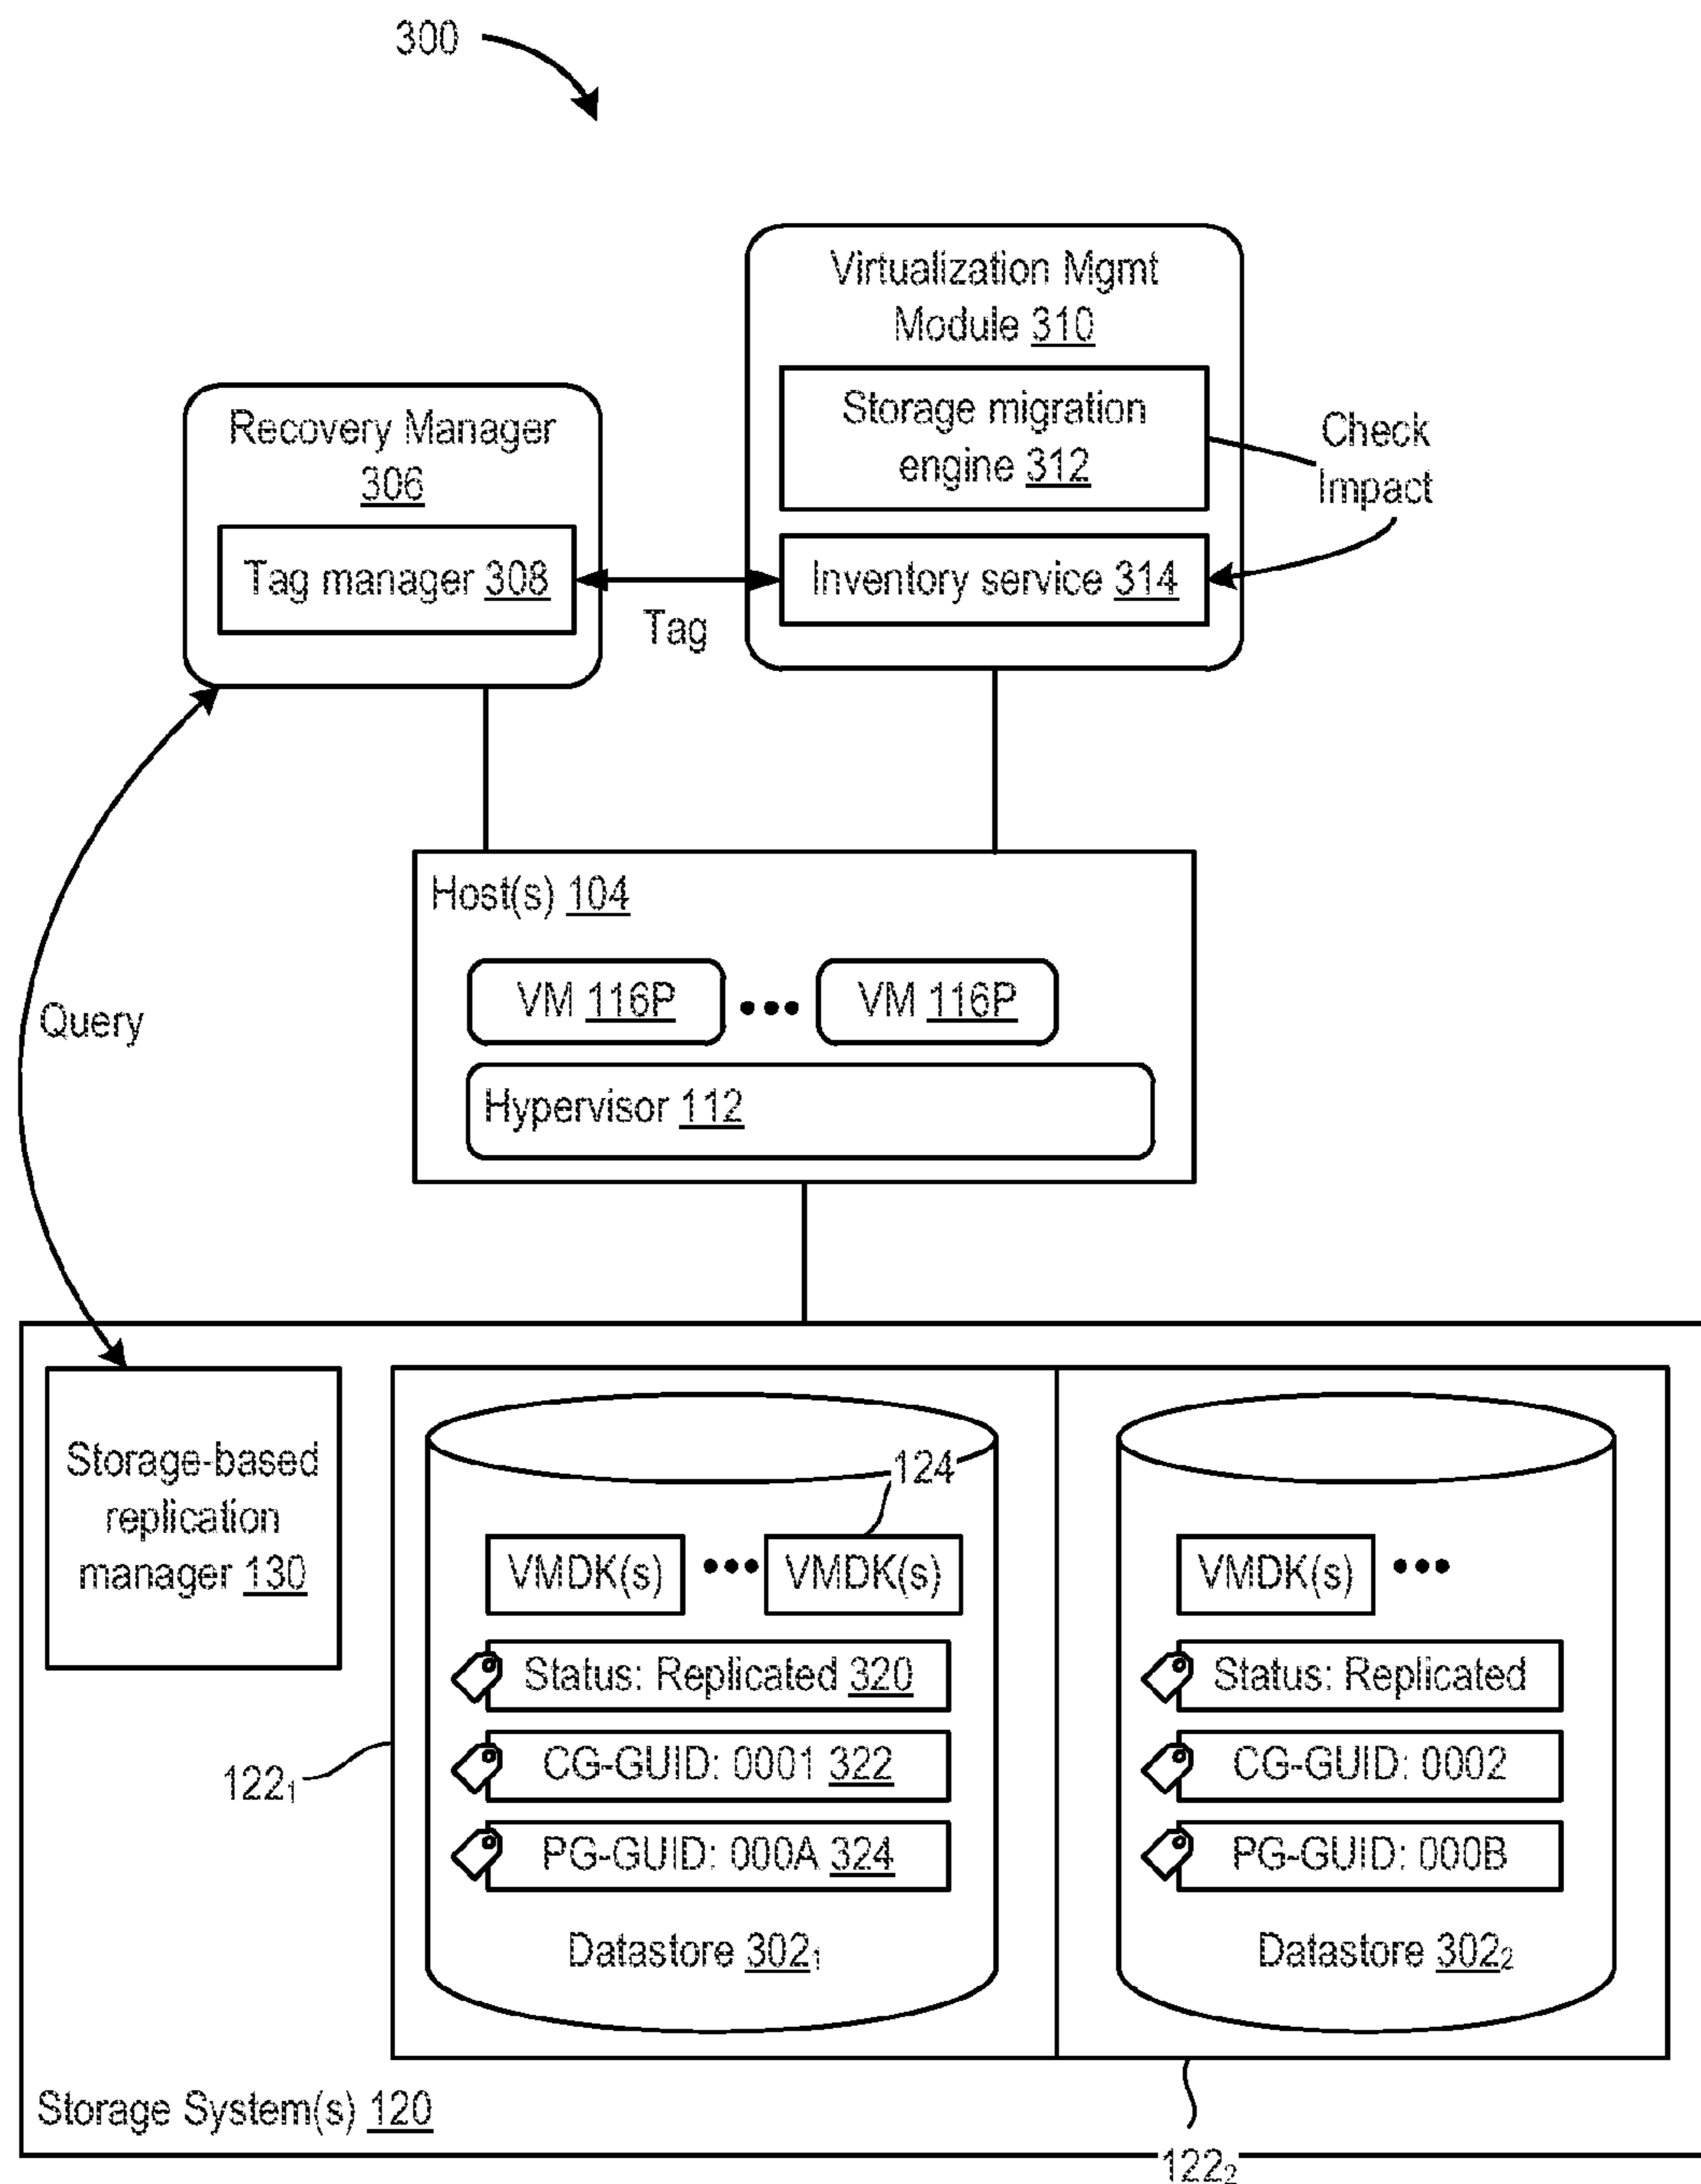 300
Virtualization Mgmt
Module 310
Storage migration
engine 312
Check
Impact
Recovery Manager
306
Tag manager 308
Inventory service 314
Tag
Host(s) 104
VM 116P ••• VM 116P
Query
Hypervisor 112
Storage-based
replication
manager 130
124
VMDK(s) ••• VMDK(s)
Status: Replicated 320
CG-GUID: 0001 322
PG-GUID: 000A 324
Datastore 302₁
122₁
VMDK(s) •••
Status: Replicated
CG-GUID: 0002
PG-GUID: 000B
Datastore 302₂
Storage System(s) 120
122₂